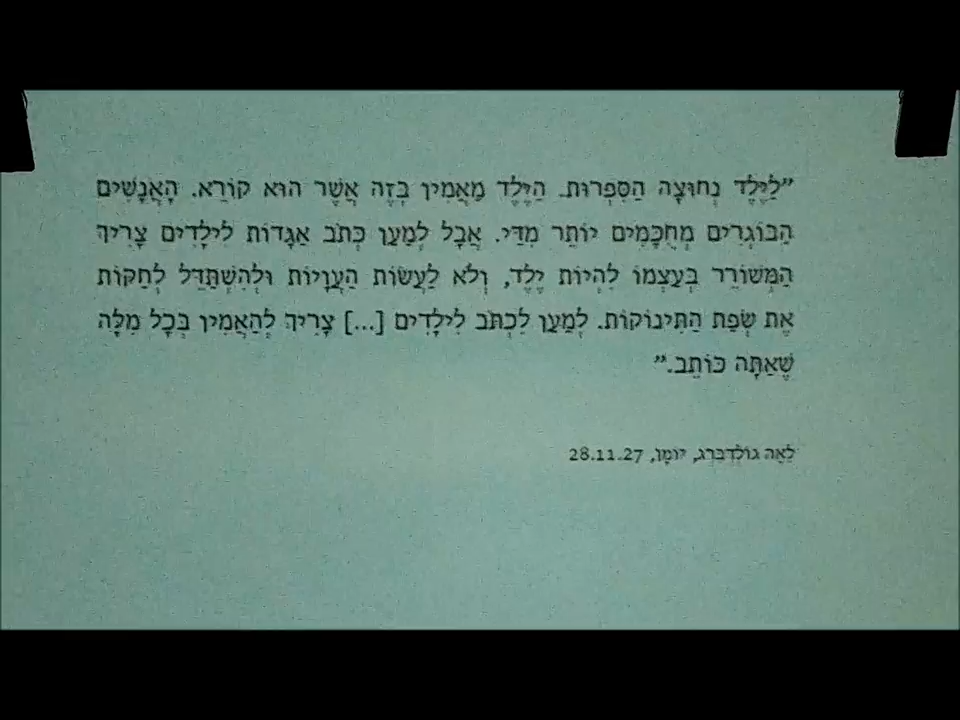 ”לַיֶּלֶד נְחוּצָה הַסִּפְרוּת. הַיֶּלֶד מַאֲמִין בְּזֶה אֲשֶׁר הוּא קוֹרֵא. הָאֲנָשִׁים
הַבּוֹגְרִים מְחֻכָּמִים יוֹתֵר מִדַּי. אֲבָל לְמַעַן כְּתֹב אַגָּדוֹת לִילָדִים צָרִיךְ
הַמְּשׁוֹרֵר בְּעַצְמוֹ לִהְיוֹת יֶלֶד, וְלֹא לַעֲשׂוֹת הַעֲוָיוֹת וּלְהִשְׁתַּדֵּל לְחַקּוֹת
אֶת שְׂפַת הַתִּינוֹקוֹת. לְמַעַן לִכְתֹּב לִילָדִים [...] צָרִיךְ לְהַאֲמִין בְּכָל מִלָּה
שֶׁאַתָּה כּוֹתֵב.”
לֵאָה גּוֹלְדְבֶּרְג, יוֹמָן, 28.11.27